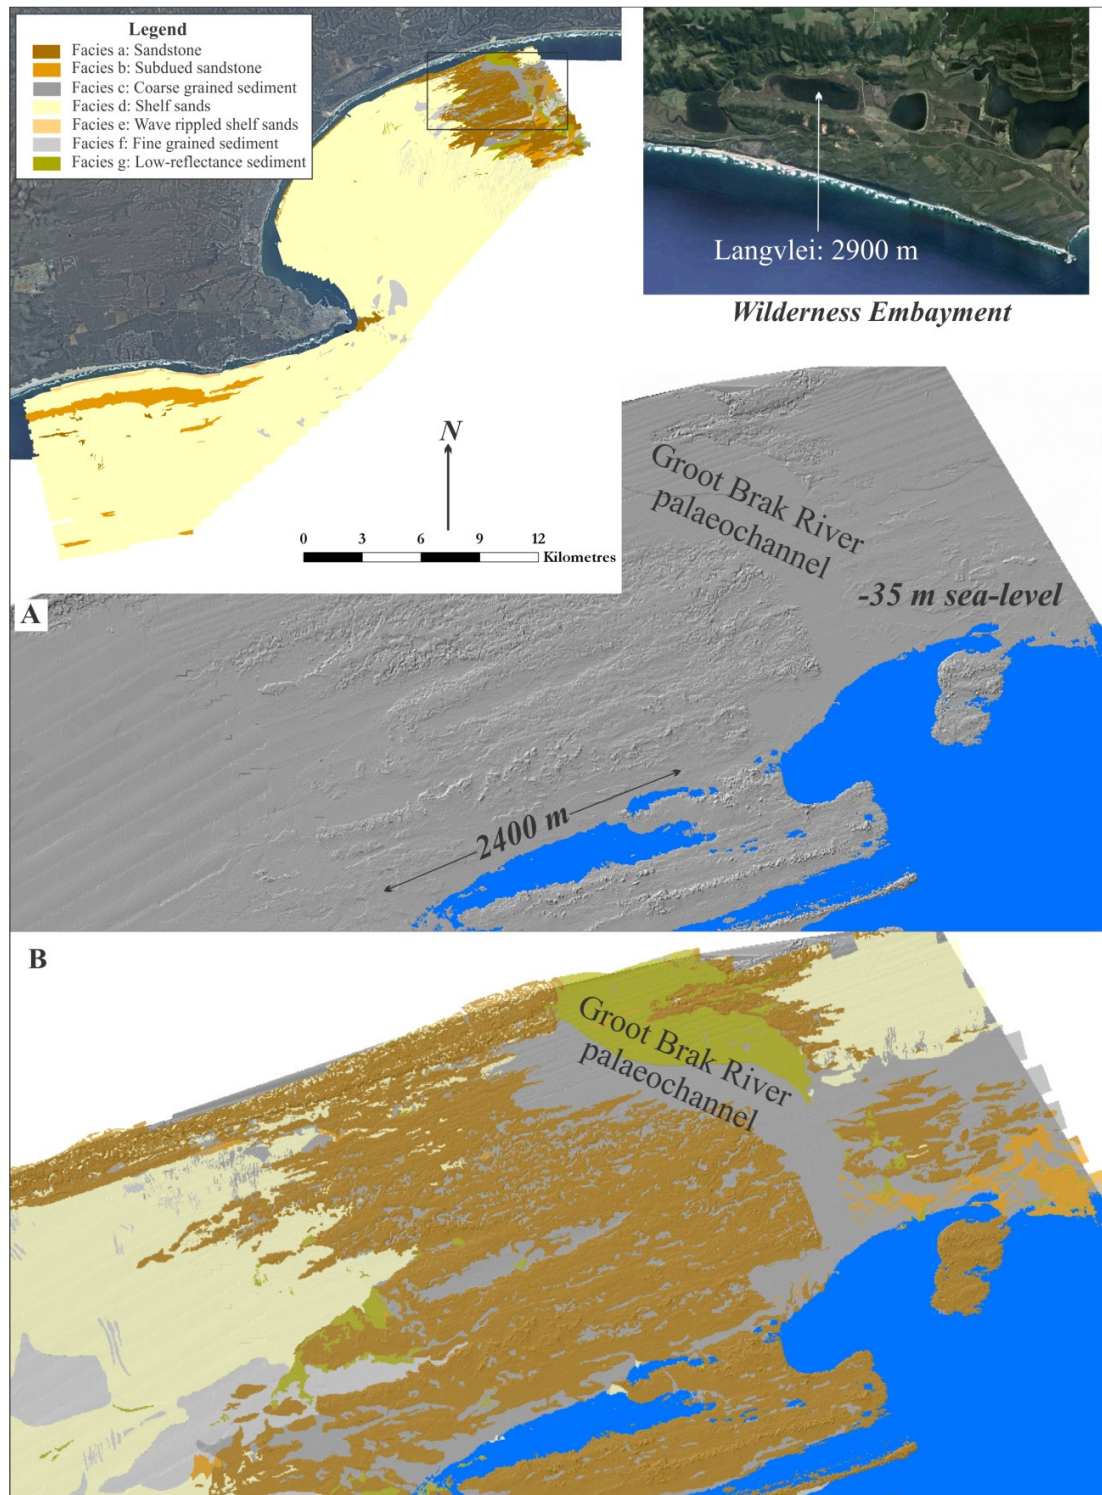 Legend
Facies a: Sandstone
Facies b: Subdued sandstone
Facies c: Coarse grained sediment
Facies d: Shelf sands
Facies e: Wave rippled shelf sands
Facies f: Fine grained sediment
Facies g: Low-reflectance sediment
Langvlei: 2900 m
Wilderness Embayment
N
0 3 6 9 12
Kilometres
A
Groot Brak River
palaeochannel
-35 m sea-level
2400 m
B
Groot Brak River
palaeochannel